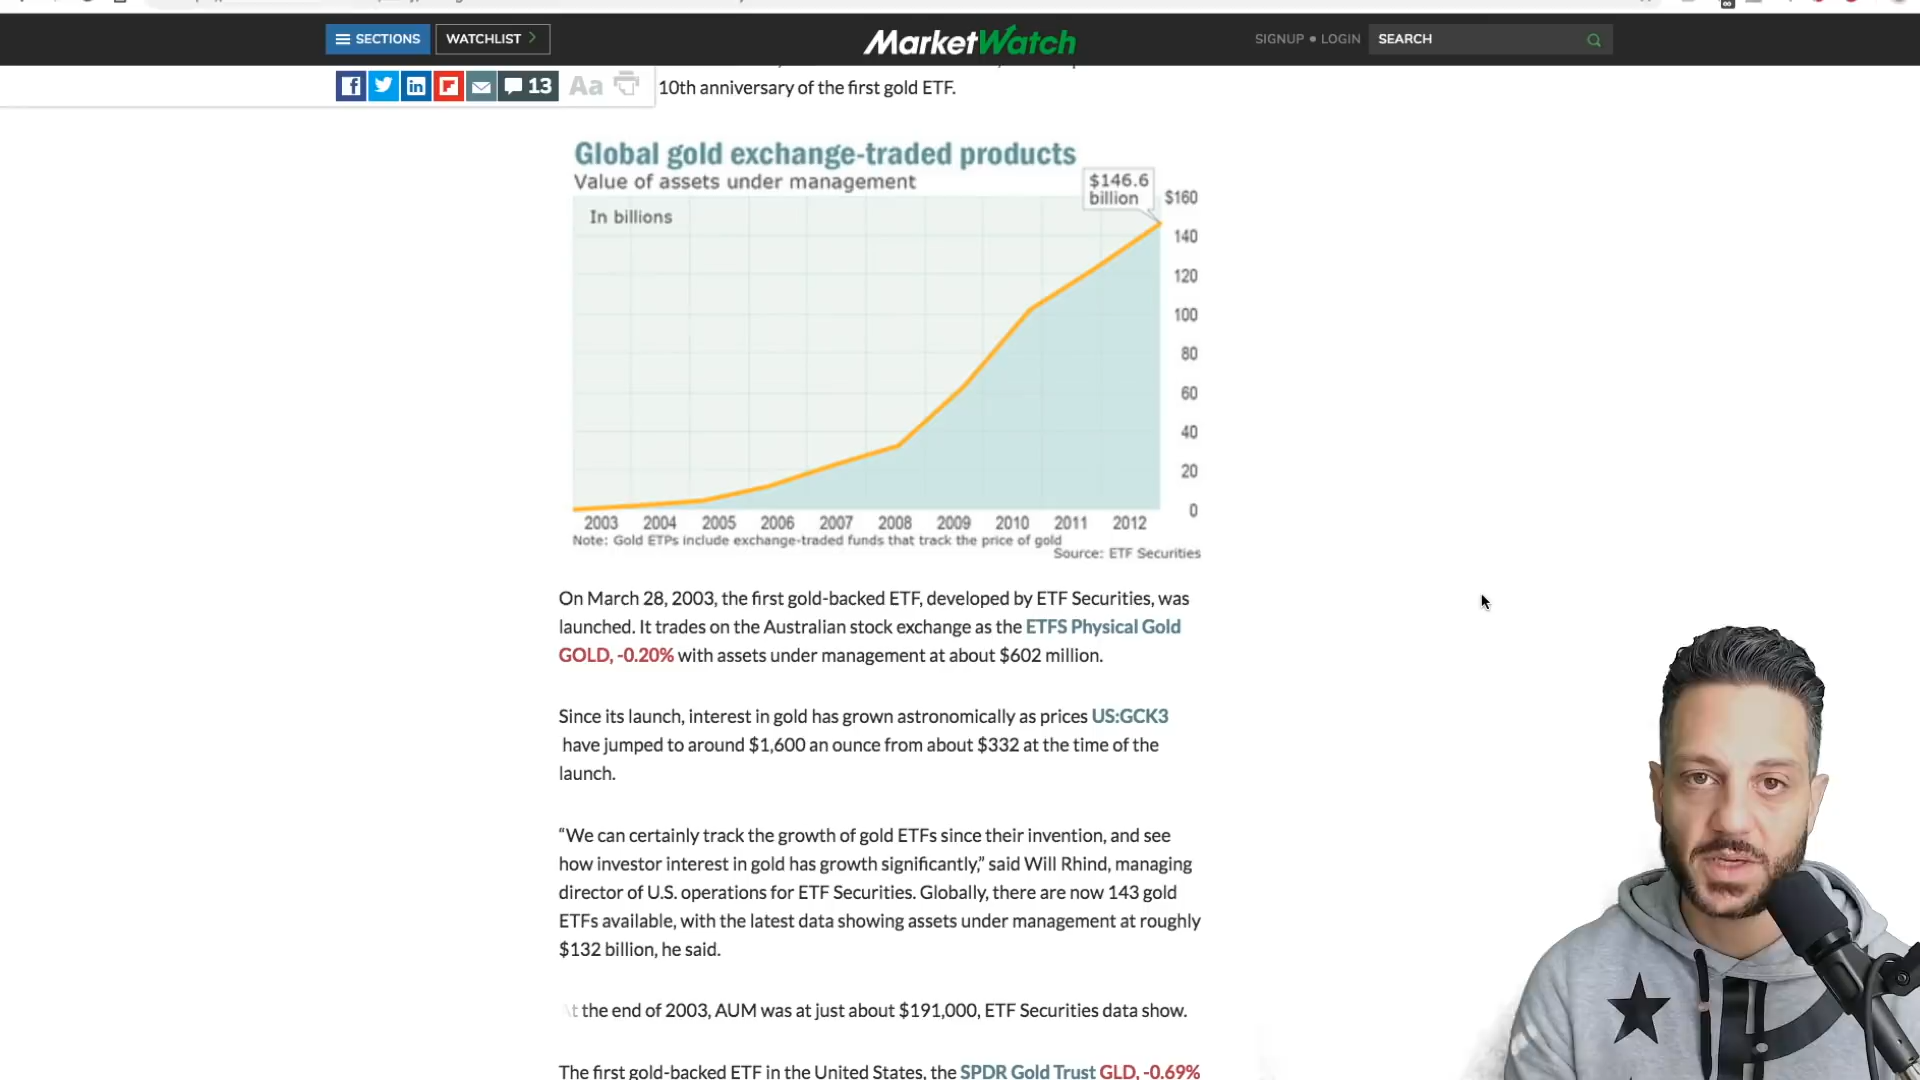 SECTIONS
WATCHLIST
MarketWatch
SIGNUP • LOGIN
SEARCH
13
Aa
10th anniversary of the first gold ETF.
Global gold exchange-traded products
Value of assets under management
In billions
$146.6
billion
$160
140
120
100
80
60
40
20
0
2003 2004 2005 2006 2007 2008 2009 2010 2011 2012
Note: Gold ETPs include exchange-traded funds that track the price of gold
Source: ETF Securities
On March 28, 2003, the first gold-backed ETF, developed by ETF Securities, was
launched. It trades on the Australian stock exchange as the ETFS Physical Gold
GOLD, -0.20% with assets under management at about $602 million.
Since its launch, interest in gold has grown astronomically as prices US:GCK3
have jumped to around $1,600 an ounce from about $332 at the time of the
launch.
“We can certainly track the growth of gold ETFs since their invention, and see
how investor interest in gold has growth significantly,” said Will Rhind, managing
director of U.S. operations for ETF Securities. Globally, there are now 143 gold
ETFs available, with the latest data showing assets under management at roughly
$132 billion, he said.
At the end of 2003, AUM was at just about $191,000, ETF Securities data show.
The first gold-backed ETF in the United States, the SPDR Gold Trust GLD, -0.69%